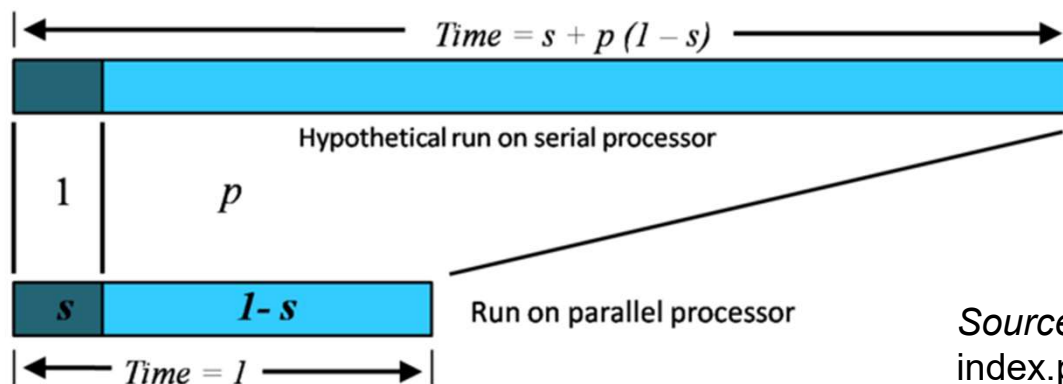 Time = s + p (1 – s)
Hypothetical run on serial processor
1 p
s 1- s
Run on parallel processor
Time = 1
Source
index.p